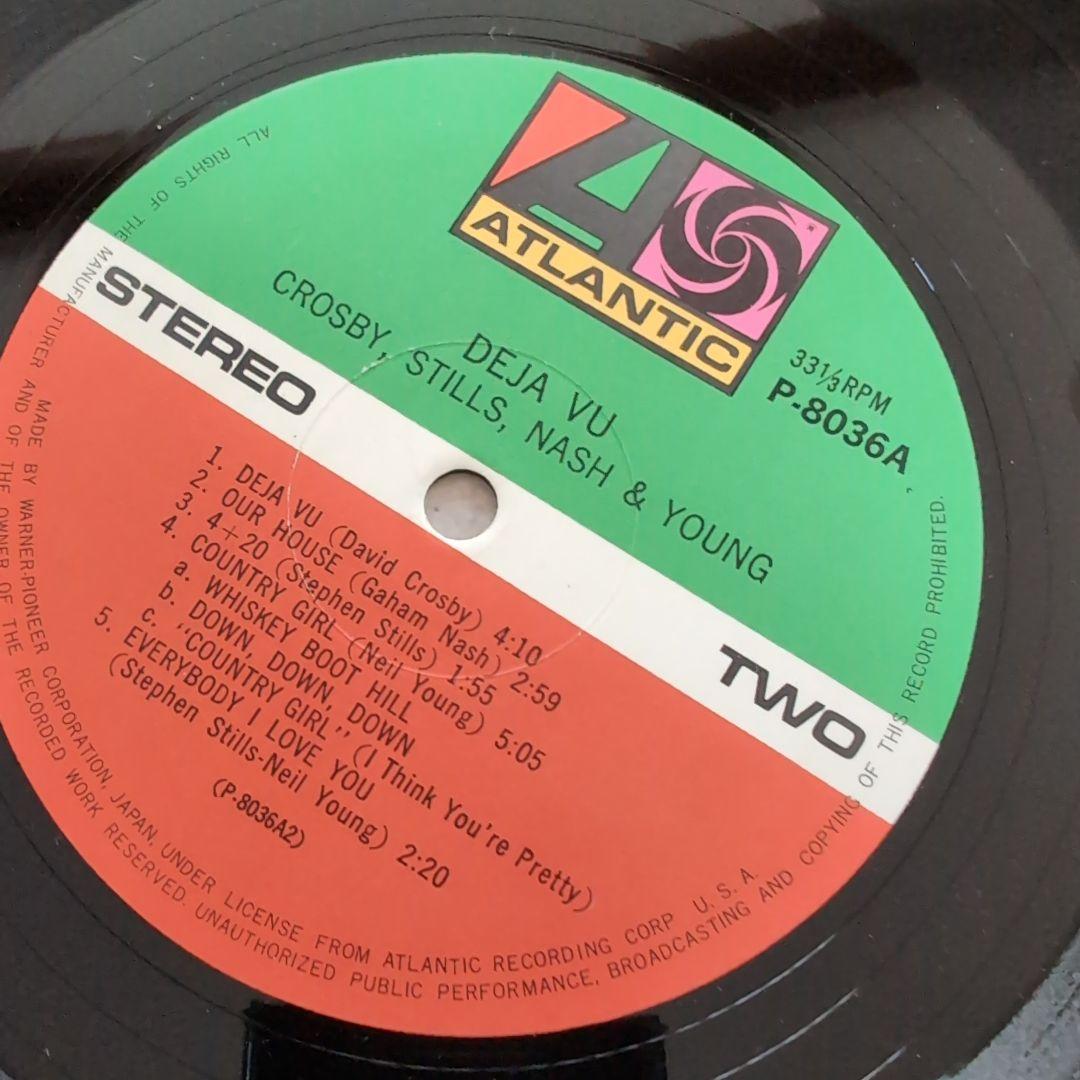 ATLANTIC
33⅓RPM
P-8036A
DEJA VU
CROSBY, STILLS, NASH & YOUNG
STEREO
TWO
1. DEJA VU (David Crosby) 4:10
2. OUR HOUSE (Gaham Nash) 2:59
3. 4+20 (Stephen Stills) 1:55
4. COUNTRY GIRL (Neil Young) 5:05
a. WHISKEY BOOT HILL
b. DOWN, DOWN, DOWN
c. "COUNTRY GIRL" (I Think You're Pretty)
5. EVERYBODY I LOVE YOU
(Stephen Stills-Neil Young) 2:20
(P-8036A2)
MADE BY WARNER-PIONEER CORPORATION, JAPAN, UNDER LICENSE FROM ATLANTIC RECORDING CORP U.S.A.
ALL RIGHTS OF THE MANUFACTURER AND OF THE OWNER OF THE RECORDED WORK RESERVED. UNAUTHORIZED PUBLIC PERFORMANCE, BROADCASTING AND COPYING OF THIS RECORD PROHIBITED.